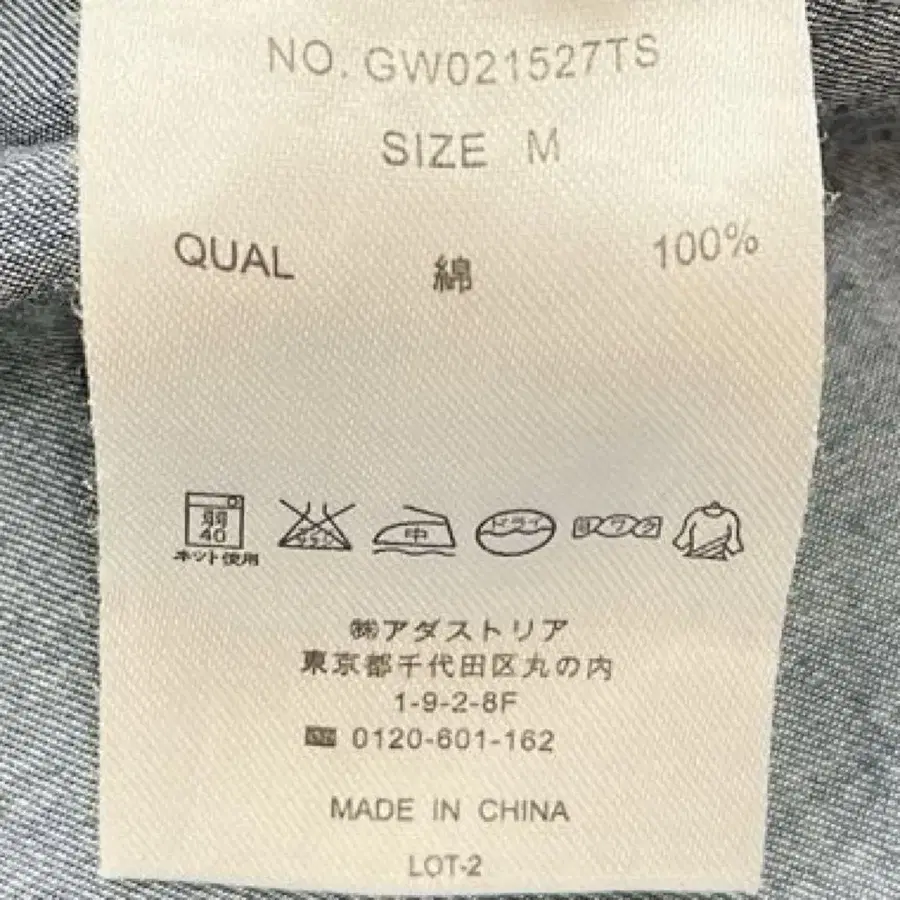 NO. GW021527TS
SIZE M
QUAL 綿 100%
弱
40
ネット使用
中
ドライ
㈱アダストリア
東京都千代田区丸の内
1-9-2-8F
0120-601-162
MADE IN CHINA
LOT-2